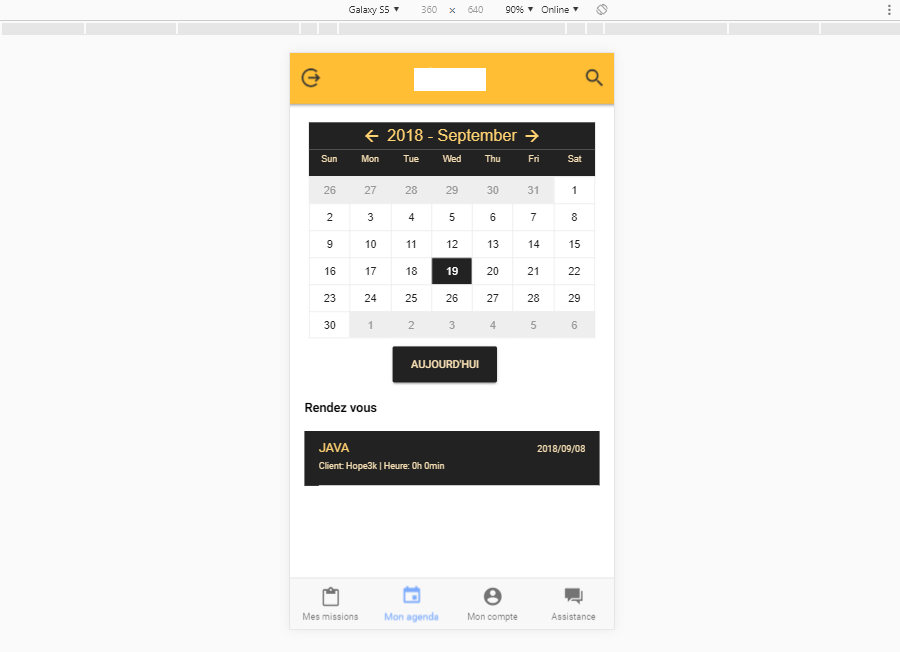 Galaxy S5 ▼ 360 × 640 90% ▼ Online ▼
2018 - September
Sun Mon Tue Wed Thu Fri Sat
26 27 28 29 30 31 1
2 3 4 5 6 7 8
9 10 11 12 13 14 15
16 17 18 19 20 21 22
23 24 25 26 27 28 29
30 1 2 3 4 5 6
AUJOURD'HUI
Rendez vous
JAVA 2018/09/08
Client: Hope3k | Heure: 0h 0min
Mes missions Mon agenda Mon compte Assistance